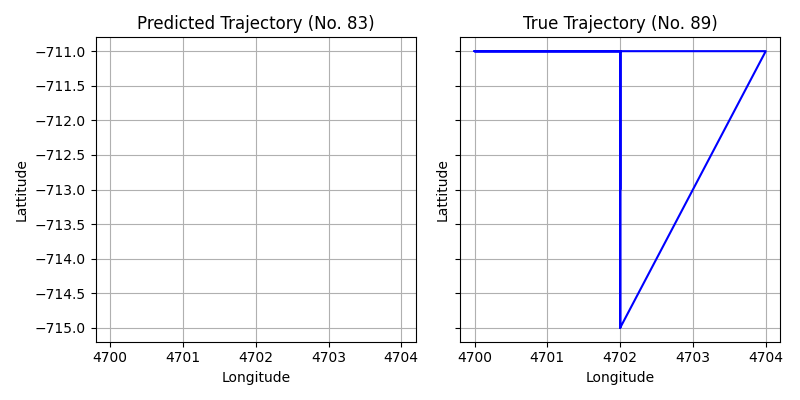 Predicted Trajectory (No. 83)
−711.0
−711.5
−712.0
−712.5
−713.0
−713.5
−714.0
−714.5
−715.0
Lattitude
4700 4701 4702 4703 4704
Longitude
True Trajectory (No. 89)
Lattitude
4700 4701 4702 4703 4704
Longitude